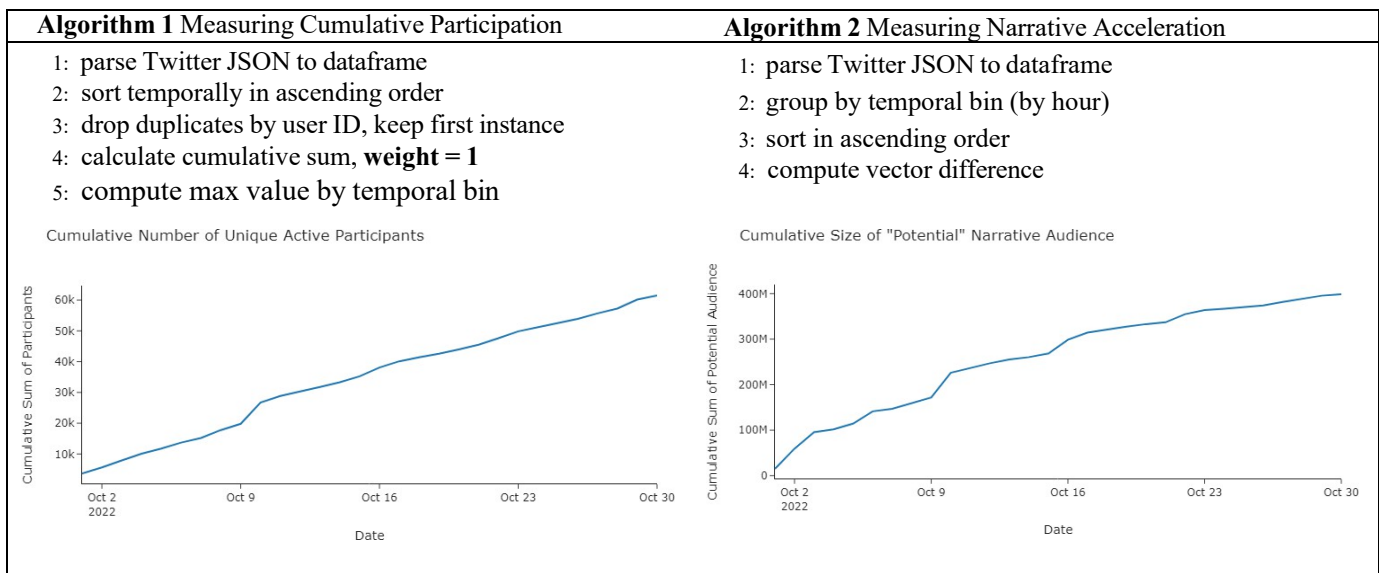 Algorithm 1 Measuring Cumulative Participation
1: parse Twitter JSON to dataframe
2: sort temporally in ascending order
3: drop duplicates by user ID, keep first instance
4: calculate cumulative sum, weight = 1
5: compute max value by temporal bin
Cumulative Number of Unique Active Participants
Cumulative Sum of Participants
60k
50k
40k
30k
20k
10k
Oct 2
2022
Oct 9
Oct 16
Oct 23
Oct 30
Date
Algorithm 2 Measuring Narrative Acceleration
1: parse Twitter JSON to dataframe
2: group by temporal bin (by hour)
3: sort in ascending order
4: compute vector difference
Cumulative Size of "Potential" Narrative Audience
Cumulative Sum of Potential Audience
400M
300M
200M
100M
0
Oct 2
2022
Oct 9
Oct 16
Oct 23
Oct 30
Date